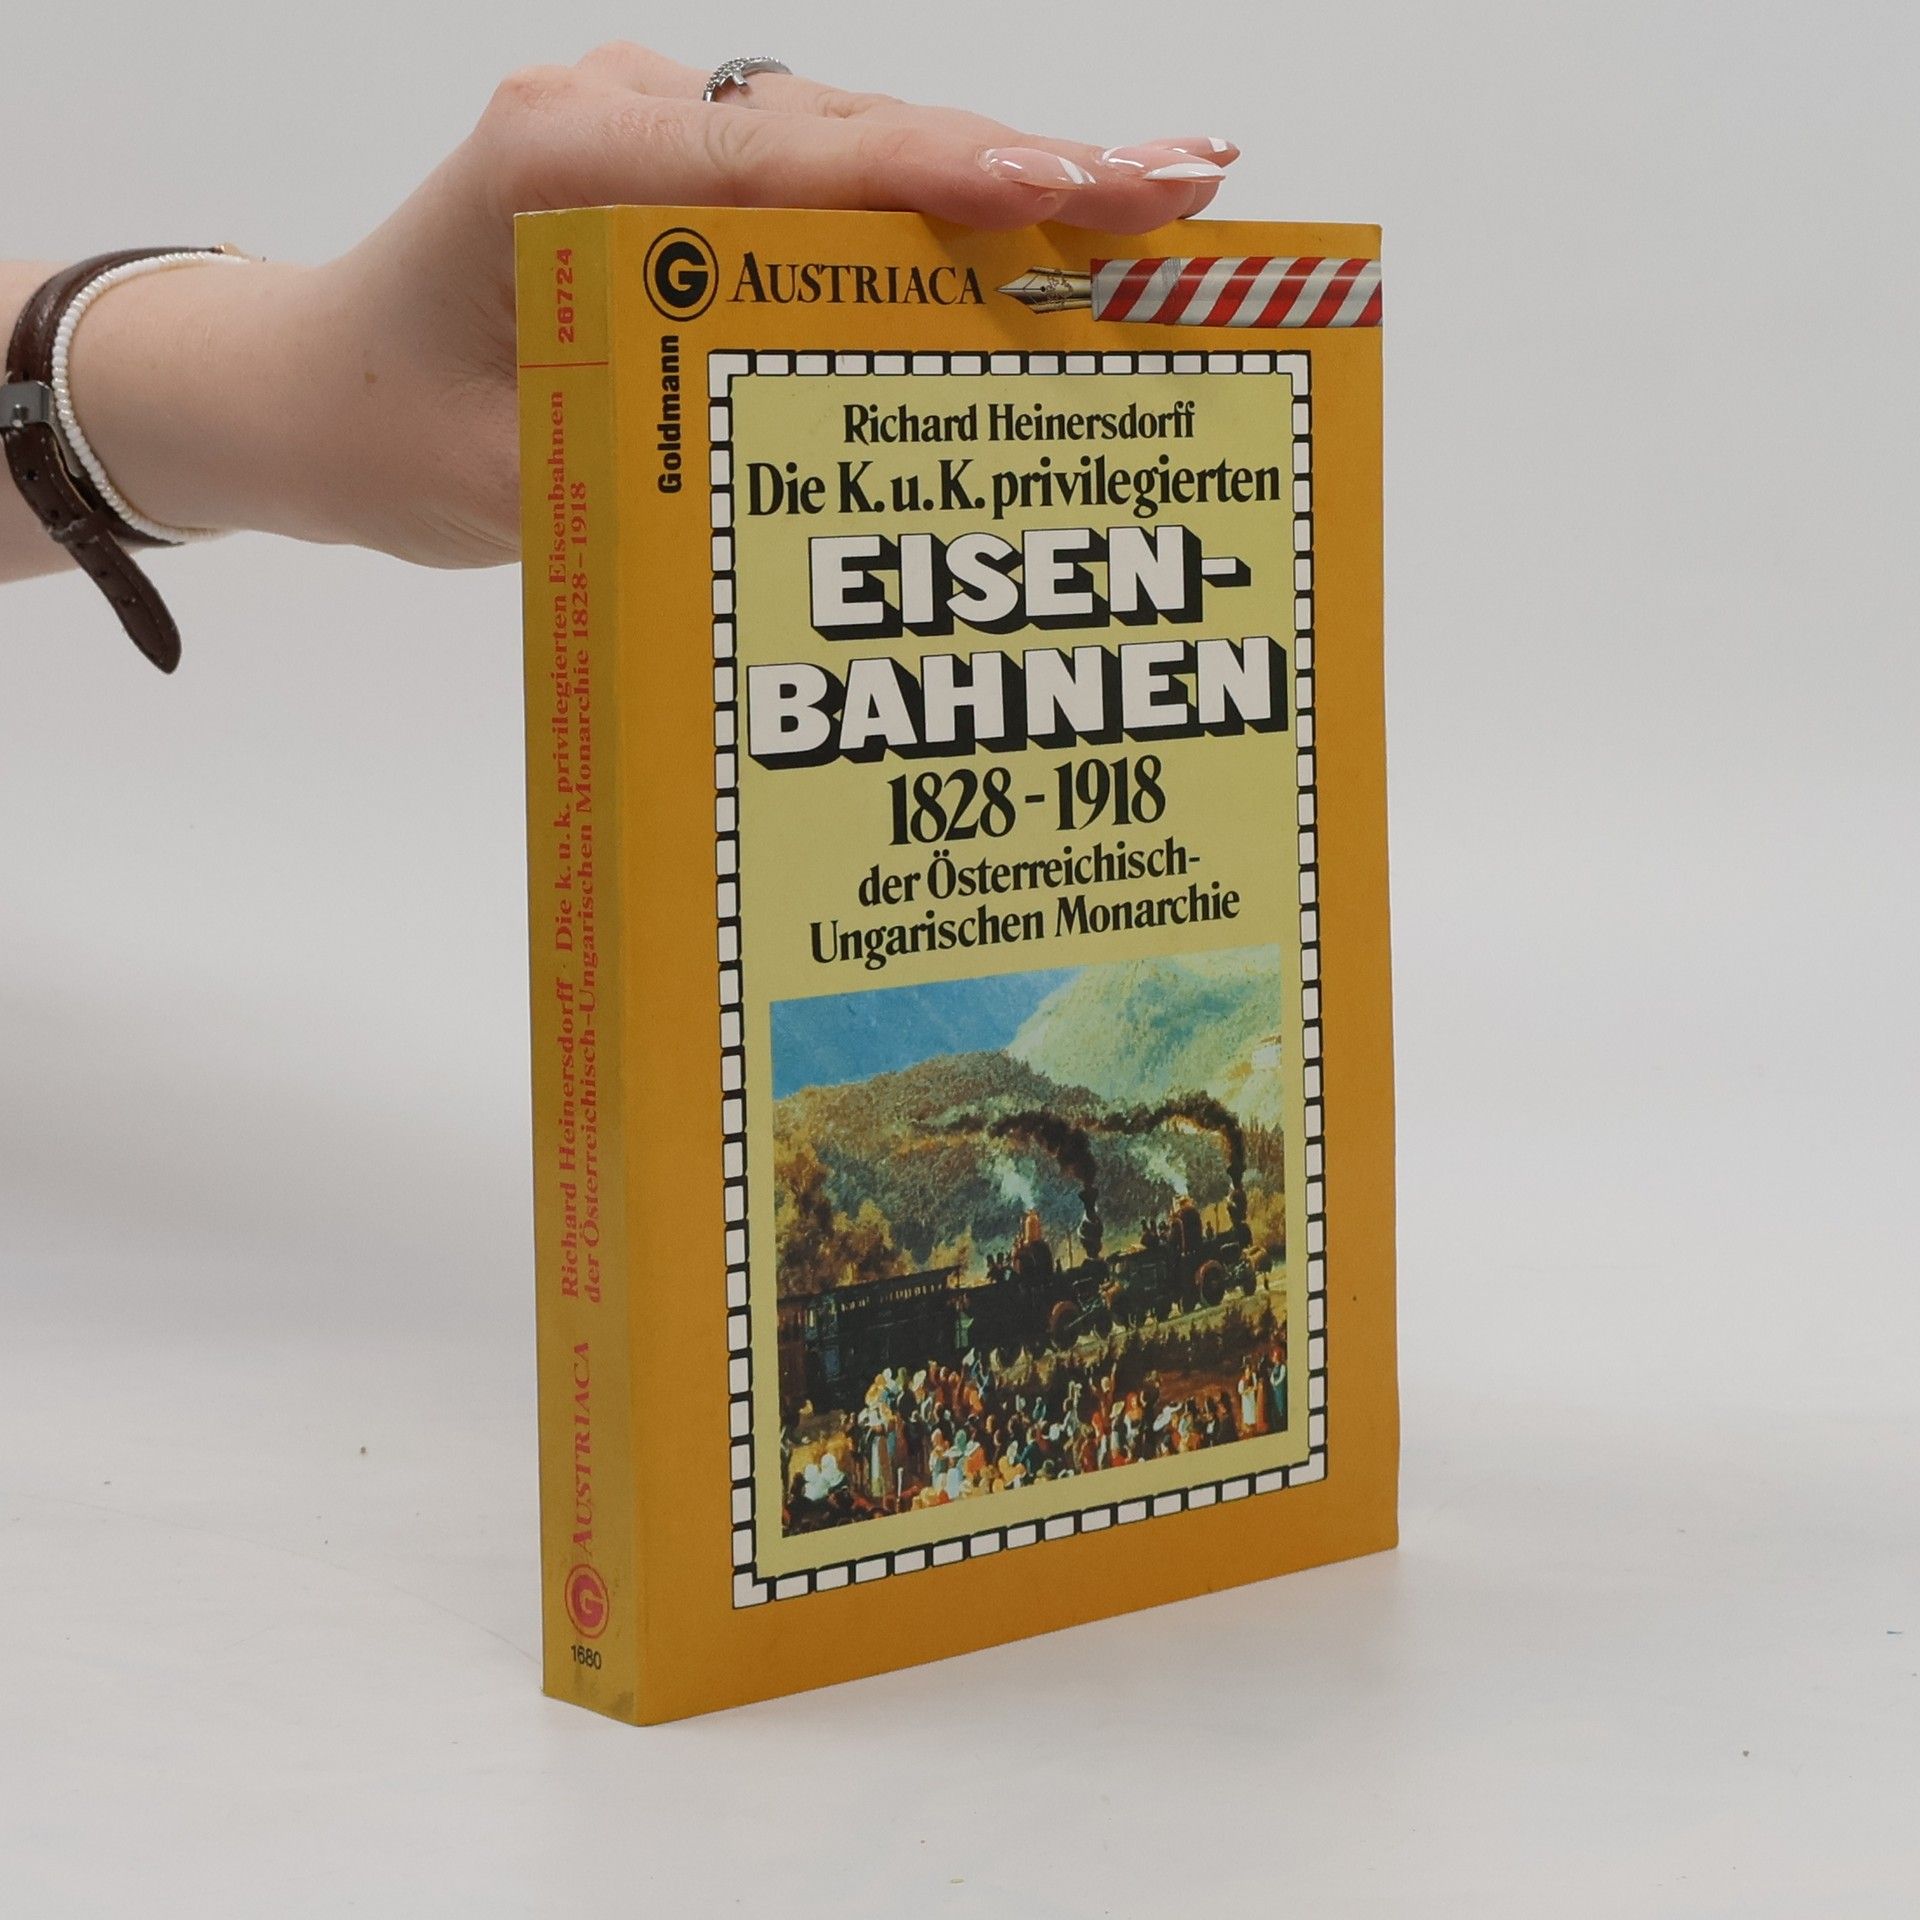 G AUSTRIACA
Goldmann
Richard Heinersdorff
Die K.u.K. privilegierten
EISEN-
BAHNEN
1828-1918
der Österreichisch-
Ungarischen Monarchie
26724
Richard Heinersdorff · Die k.u.k. privilegierten Eisenbahnen
der Österreichisch-Ungarischen Monarchie 1828-1918
G AUSTRIACA
1680